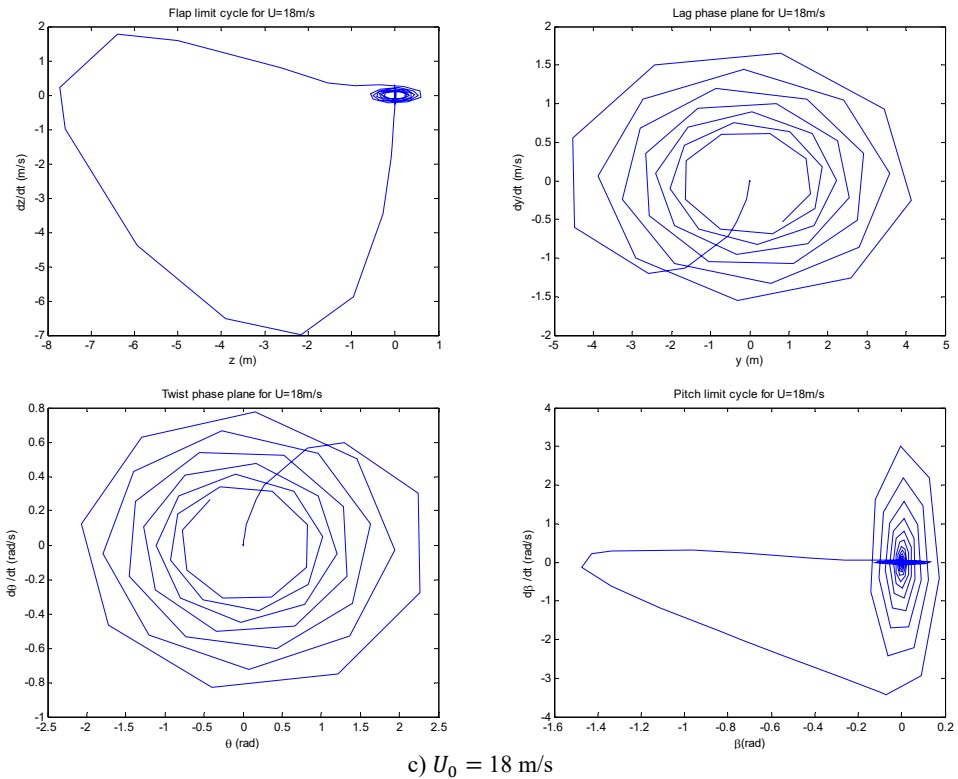 Flap limit cycle for U=18m/s
2
1
0
-1
-2
-3
-4
-5
-6
-7
dz/dt (m/s)
-8 -7 -6 -5 -4 -3 -2 -1 0 1
z (m)
Lag phase plane for U=18m/s
2
1.5
1
0.5
0
-0.5
-1
-1.5
-2
dy/dt (m/s)
-5 -4 -3 -2 -1 0 1 2 3 4 5
y (m)
Twist phase plane for U=18m/s
0.8
0.6
0.4
0.2
0
-0.2
-0.4
-0.6
-0.8
-1
dθ/dt (rad/s)
-2.5 -2 -1.5 -1 -0.5 0 0.5 1 1.5 2 2.5
θ (rad)
Pitch limit cycle for U=18m/s
4
3
2
1
0
-1
-2
-3
-4
dβ/dt (rad/s)
-1.6 -1.4 -1.2 -1 -0.8 -0.6 -0.4 -0.2 0 0.2
β(rad)
c) U₀ = 18 m/s